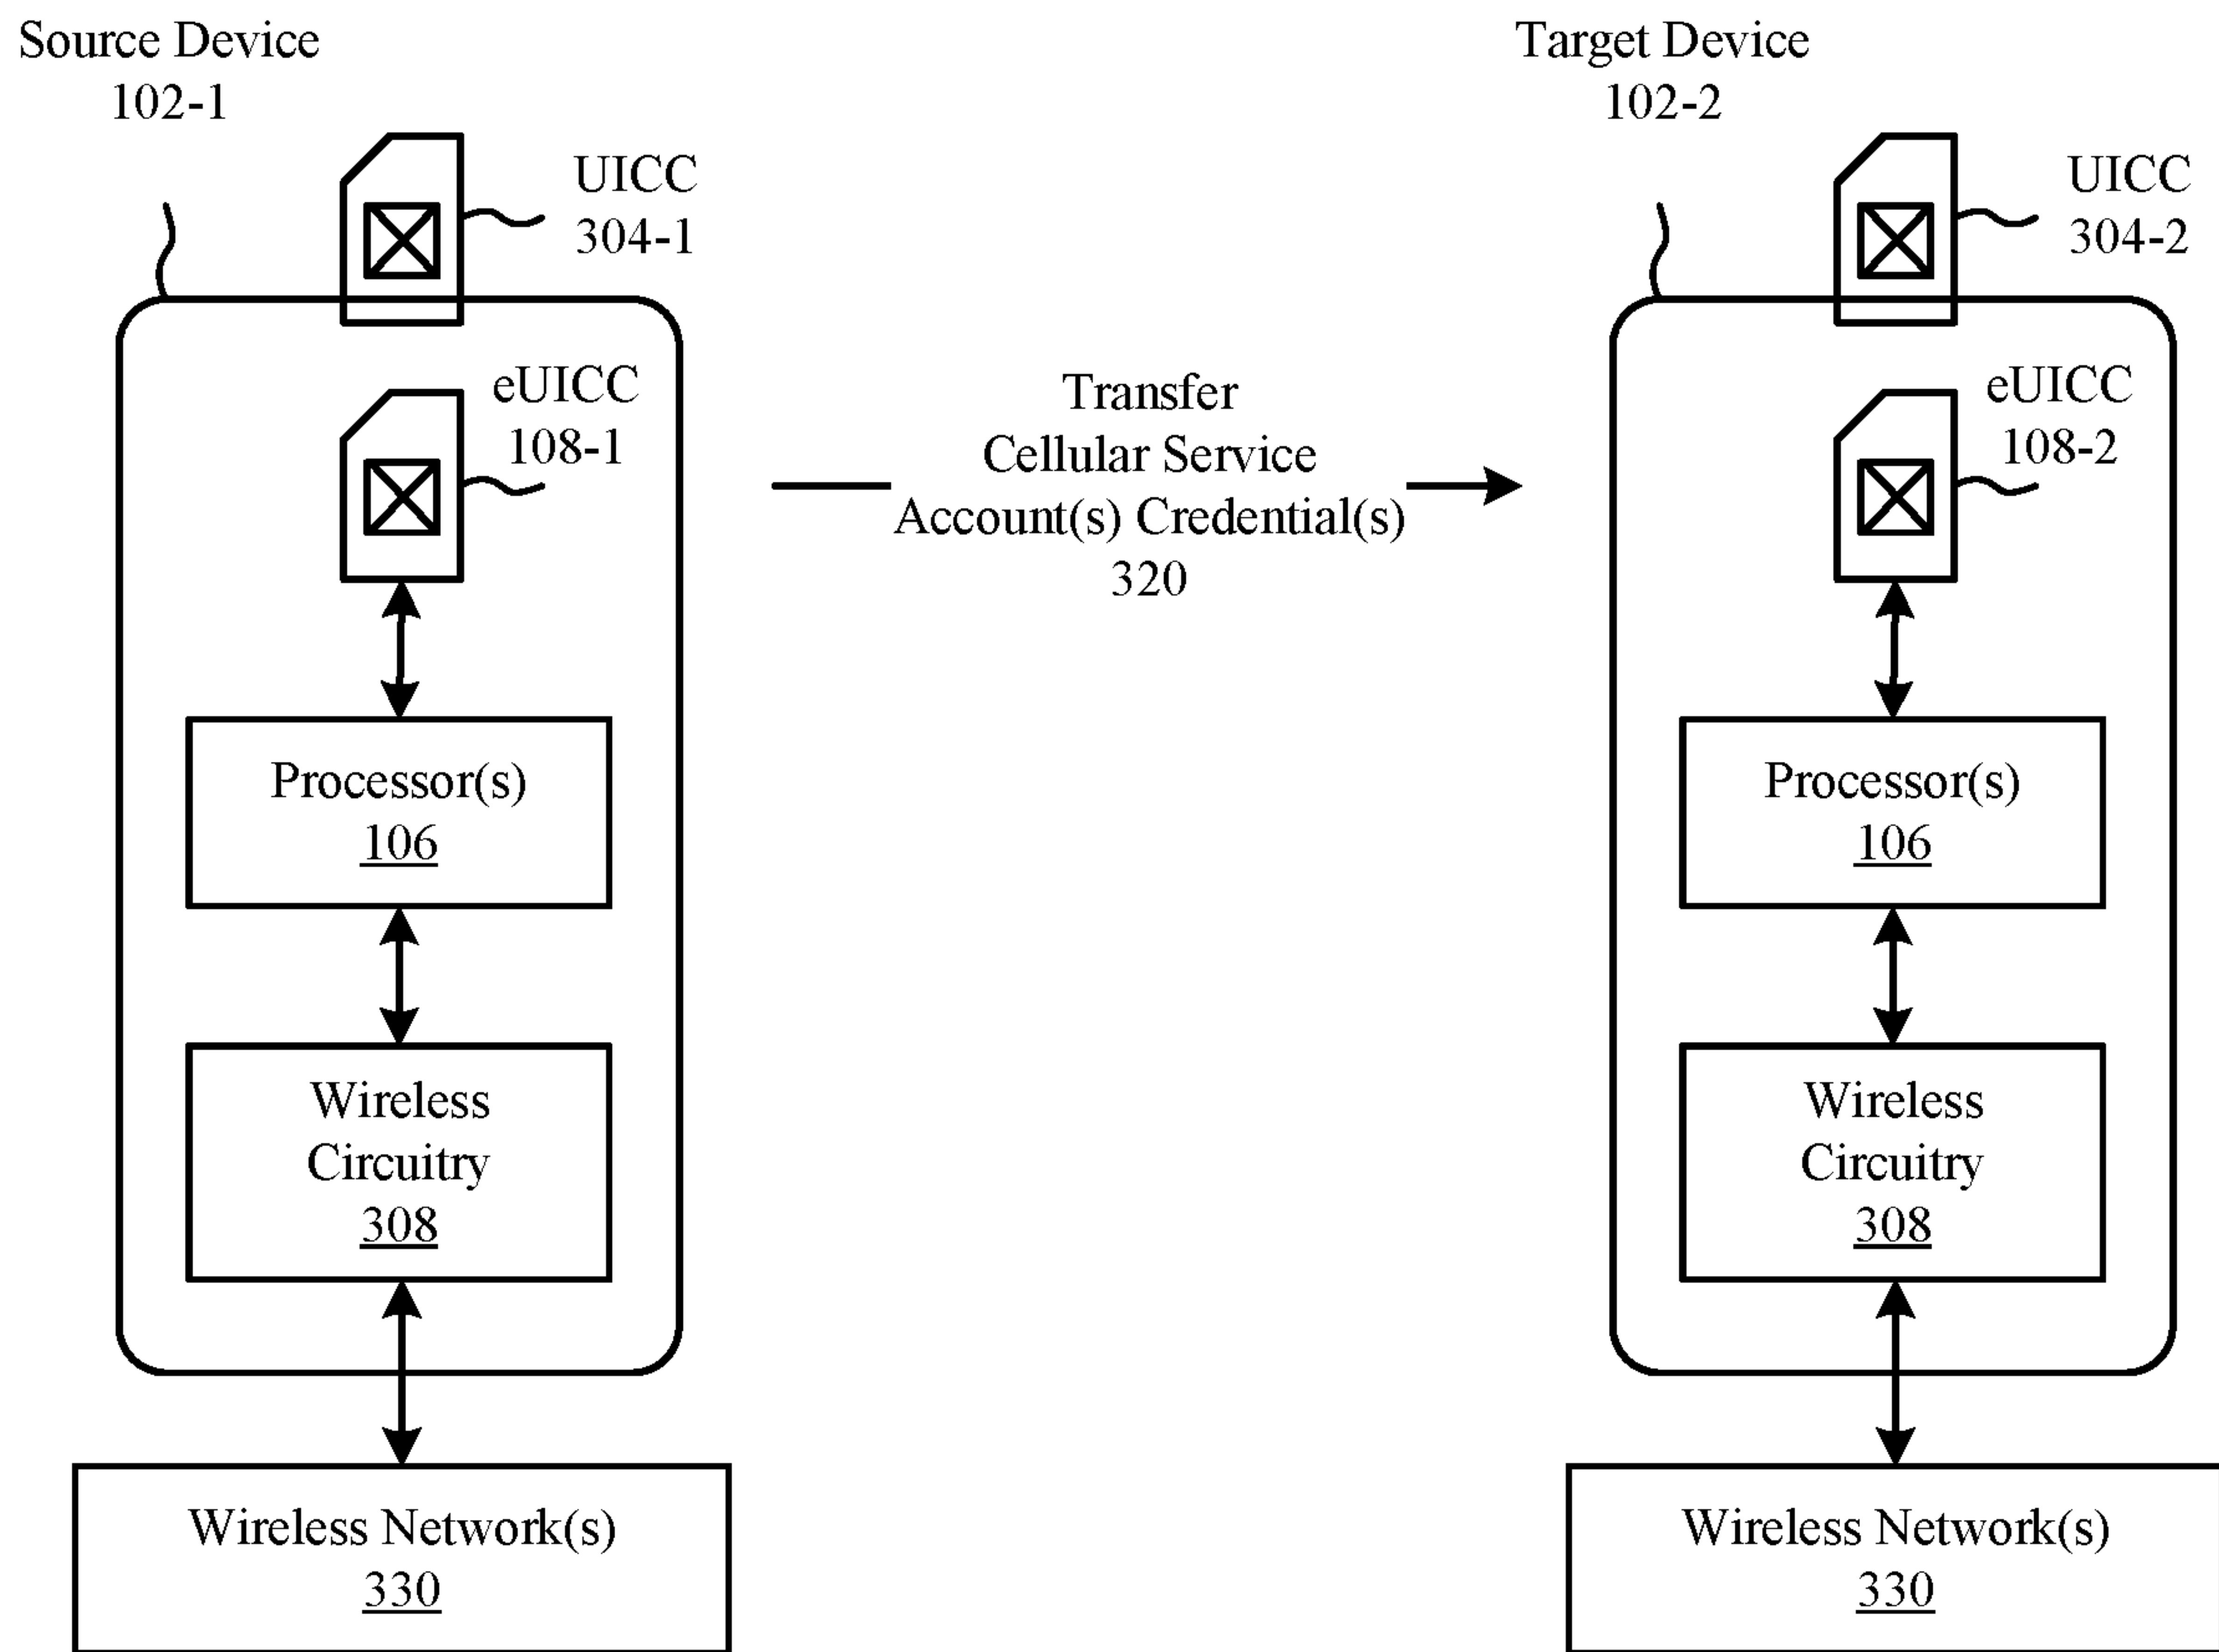 Source Device
102-1
UICC
304-1
eUICC
108-1
Processor(s)
106
Wireless
Circuitry
308
Wireless Network(s)
330
Transfer
Cellular Service
Account(s) Credential(s)
320
Target Device
102-2
UICC
304-2
eUICC
108-2
Processor(s)
106
Wireless
Circuitry
308
Wireless Network(s)
330